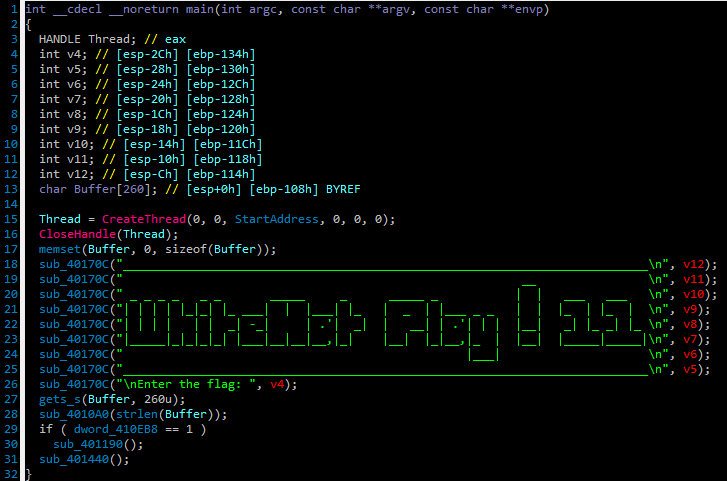 1 int __cdecl __noreturn main(int argc, const char **argv, const char **envp)
2 {
3 HANDLE Thread; // eax
4 int v4; // [esp-2Ch] [ebp-134h]
5 int v5; // [esp-28h] [ebp-130h]
6 int v6; // [esp-24h] [ebp-12Ch]
7 int v7; // [esp-20h] [ebp-128h]
8 int v8; // [esp-1Ch] [ebp-124h]
9 int v9; // [esp-18h] [ebp-120h]
10 int v10; // [esp-14h] [ebp-11Ch]
11 int v11; // [esp-10h] [ebp-118h]
12 int v12; // [esp-Ch] [ebp-114h]
13 char Buffer[260]; // [esp+0h] [ebp-108h] BYREF
14
15 Thread = CreateThread(0, 0, StartAddress, 0, 0, 0);
16 CloseHandle(Thread);
17 memset(Buffer, 0, sizeof(Buffer));
18 sub_40170C("___________________________________________________________________________\n", v12);
19 sub_40170C(" __ \n", v11);
20 sub_40170C(" \n", v10);
21 sub_40170C(" \n", v9);
22 sub_40170C(" \n", v8);
23 sub_40170C(" \n", v7);
24 sub_40170C(" |___| \n", v6);
25 sub_40170C("___________________________________________________________________________\n", v5);
26 sub_40170C("\nEnter the flag: ", v4);
27 gets_s(Buffer, 260u);
28 sub_4010A0(strlen(Buffer));
29 if ( dword_410EB8 == 1 )
30 sub_401190();
31 sub_401440();
32 }